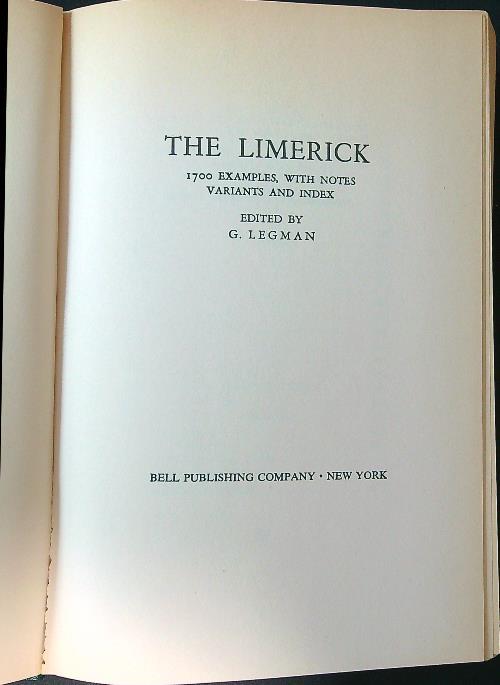 THE LIMERICK
1700 EXAMPLES, WITH NOTES
VARIANTS AND INDEX
EDITED BY
G. LEGMAN
BELL PUBLISHING COMPANY • NEW YORK